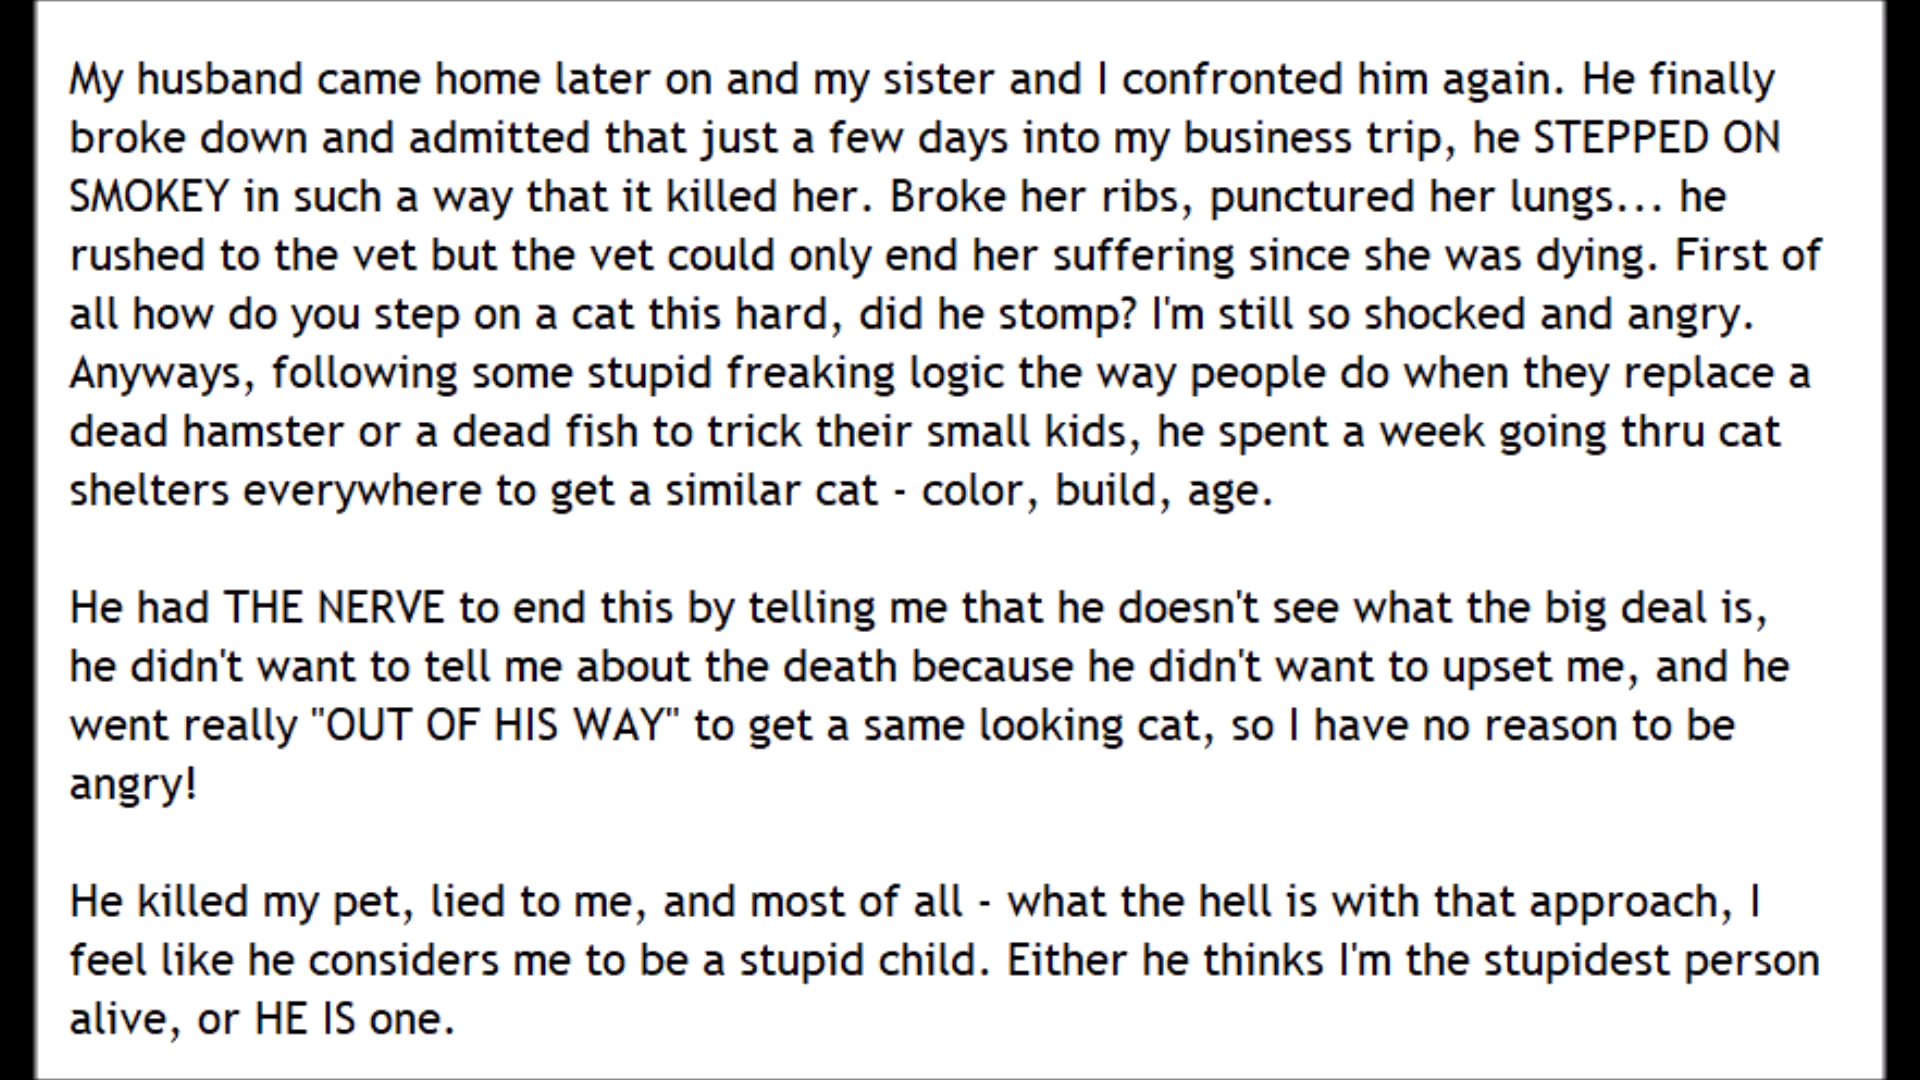 My husband came home later on and my sister and I confronted him again. He finally
broke down and admitted that just a few days into my business trip, he STEPPED ON
SMOKEY in such a way that it killed her. Broke her ribs, punctured her lungs... he
rushed to the vet but the vet could only end her suffering since she was dying. First of
all how do you step on a cat this hard, did he stomp? I'm still so shocked and angry.
Anyways, following some stupid freaking logic the way people do when they replace a
dead hamster or a dead fish to trick their small kids, he spent a week going thru cat
shelters everywhere to get a similar cat - color, build, age.
He had THE NERVE to end this by telling me that he doesn't see what the big deal is,
he didn't want to tell me about the death because he didn't want to upset me, and he
went really "OUT OF HIS WAY" to get a same looking cat, so I have no reason to be
angry!
He killed my pet, lied to me, and most of all - what the hell is with that approach, I
feel like he considers me to be a stupid child. Either he thinks I'm the stupidest person
alive, or HE IS one.